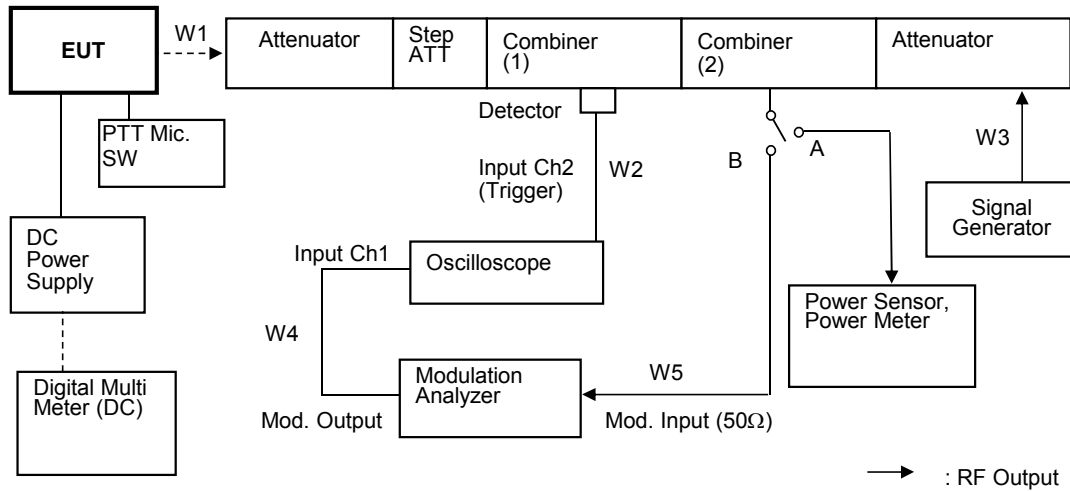 EUT
W1
Attenuator
Step
ATT
Combiner
(1)
Combiner
(2)
Attenuator
PTT Mic.
SW
Detector
Input Ch2
(Trigger)
W2
B
A
W3
DC
Power
Supply
Input Ch1
Oscilloscope
Signal
Generator
Power Sensor,
Power Meter
W4
Digital Multi
Meter (DC)
Modulation
Analyzer
W5
Mod. Output
Mod. Input (50Ω)
: RF Output